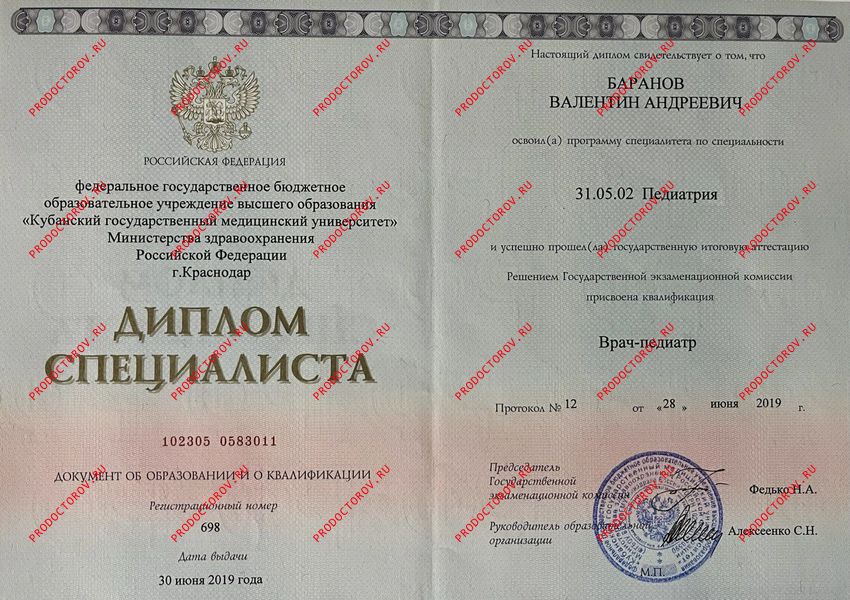 РОССИЙСКАЯ ФЕДЕРАЦИЯ
федеральное государственное бюджетное
образовательное учреждение высшего образования
«Кубанский государственный медицинский университет»
Министерства здравоохранения
Российской Федерации
г.Краснодар
ДИПЛОМ
СПЕЦИАЛИСТА
102305 0583011
ДОКУМЕНТ ОБ ОБРАЗОВАНИИ И О КВАЛИФИКАЦИИ
Регистрационный номер
698
Дата выдачи
30 июня 2019 года
Настоящий диплом свидетельствует о том, что
БАРАНОВ
ВАЛЕНТИН АНДРЕЕВИЧ
освоил(а) программу специалитета по специальности
31.05.02 Педиатрия
и успешно прошел(ла) государственную итоговую аттестацию
Решением Государственной экзаменационной комиссии
присвоена квалификация
Врач-педиатр
Протокол № 12 от «28» июня 2019 г.
Председатель
Государственной
экзаменационной комиссии
Федько Н.А.
Руководитель образовательной
организации
Алексеенко С.Н.
М.П.
PRODOCTOROV.RU